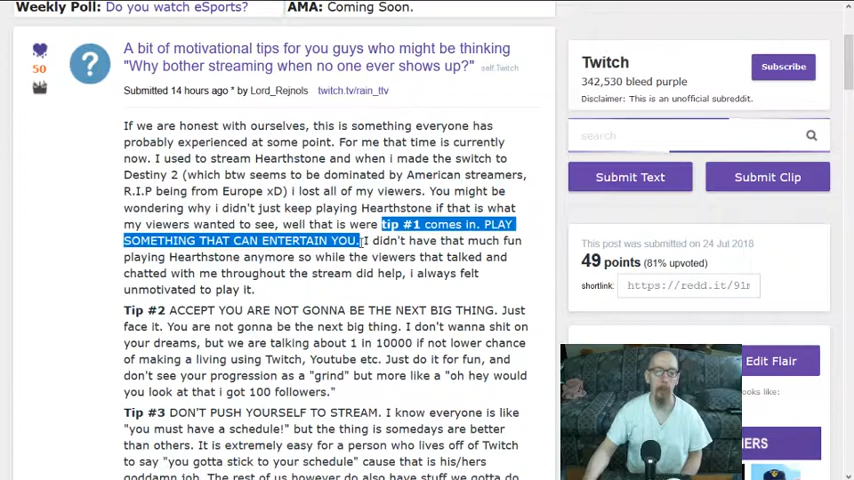 Weekly Poll: Do you watch eSports?
AMA: Coming Soon.
50
?
A bit of motivational tips for you guys who might be thinking
"Why bother streaming when no one ever shows up?" self.Twitch
Submitted 14 hours ago * by Lord_Rejnols twitch.tv/rain_ttv
If we are honest with ourselves, this is something everyone has
probably experienced at some point. For me that time is currently
now. I used to stream Hearthstone and when i made the switch to
Destiny 2 (which btw seems to be dominated by American streamers,
R.I.P being from Europe xD) i lost all of my viewers. You might be
wondering why i didn't just keep playing Hearthstone if that is what
my viewers wanted to see, well that is were tip #1 comes in. PLAY
SOMETHING THAT CAN ENTERTAIN YOU. I didn't have that much fun
playing Hearthstone anymore so while the viewers that talked and
chatted with me throughout the stream did help, i always felt
unmotivated to play it.
Tip #2 ACCEPT YOU ARE NOT GONNA BE THE NEXT BIG THING. Just
face it. You are not gonna be the next big thing. I don't wanna shit on
your dreams, but we are talking about 1 in 10000 if not lower chance
of making a living using Twitch, Youtube etc. Just do it for fun, and
don't see your progression as a "grind" but more like a "oh hey would
you look at that i got 100 followers."
Tip #3 DON'T PUSH YOURSELF TO STREAM. I know everyone is like
"you must have a schedule!" but the thing is somedays are better
than others. It is extremely easy for a person who lives off of Twitch
to say "you gotta stick to your schedule" cause that is his/hers
goddamn job. The rest of us however do also have stuff we gotta do
Twitch
342,530 bleed purple
Subscribe
Disclaimer: This is an unofficial subreddit.
search
Submit Text
Submit Clip
This post was submitted on 24 Jul 2018
49 points (81% upvoted)
shortlink: https://redd.it/91
Edit Flair
ooks like:
ERS